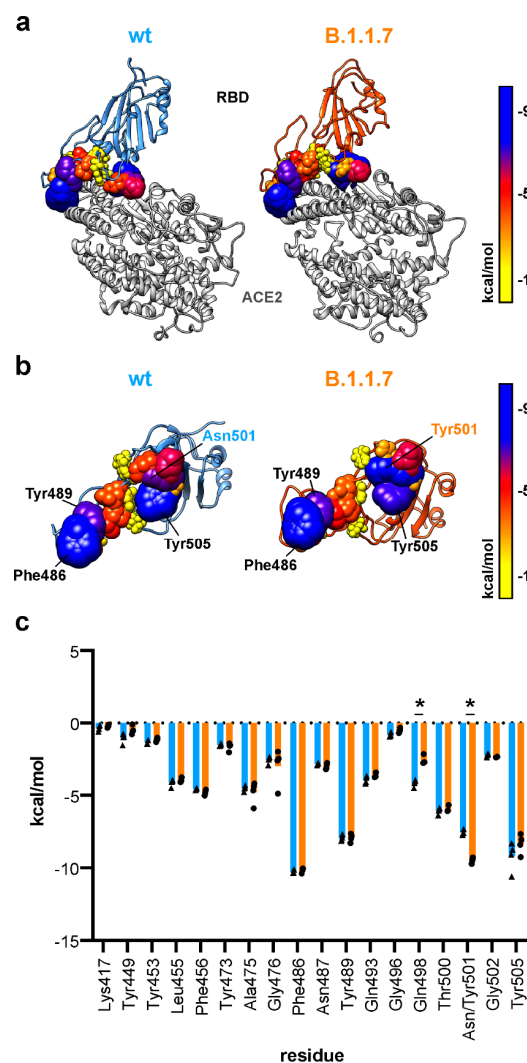 a
wt
B.1.1.7
RBD
ACE2
kcal/mol
-9
-5
-1
b
wt
B.1.1.7
Asn501
Tyr489
Tyr505
Phe486
Tyr501
Tyr489
Tyr505
Phe486
kcal/mol
-9
-5
-1
c
* *
0
-5
-10
-15
kcal/mol
Lys417
Tyr449
Tyr453
Leu455
Phe456
Tyr473
Ala475
Gly476
Phe486
Asn487
Tyr489
Gln493
Gly496
Gln498
Thr500
Asn/Tyr501
Gly502
Tyr505
residue